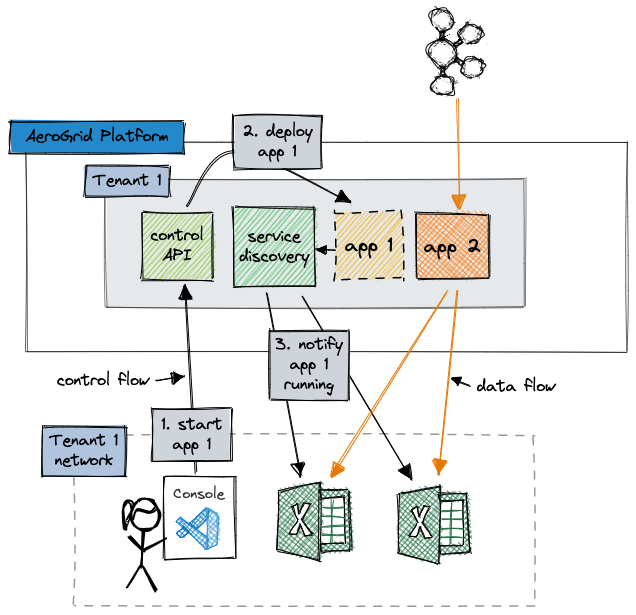 AeroGrid Platform
2. deploy
app 1
Tenant 1
control
API
service
discovery
app 1
app 2
3. notify
app 1
running
control flow
data flow
1. start
app 1
Tenant 1
network
Console
X
X